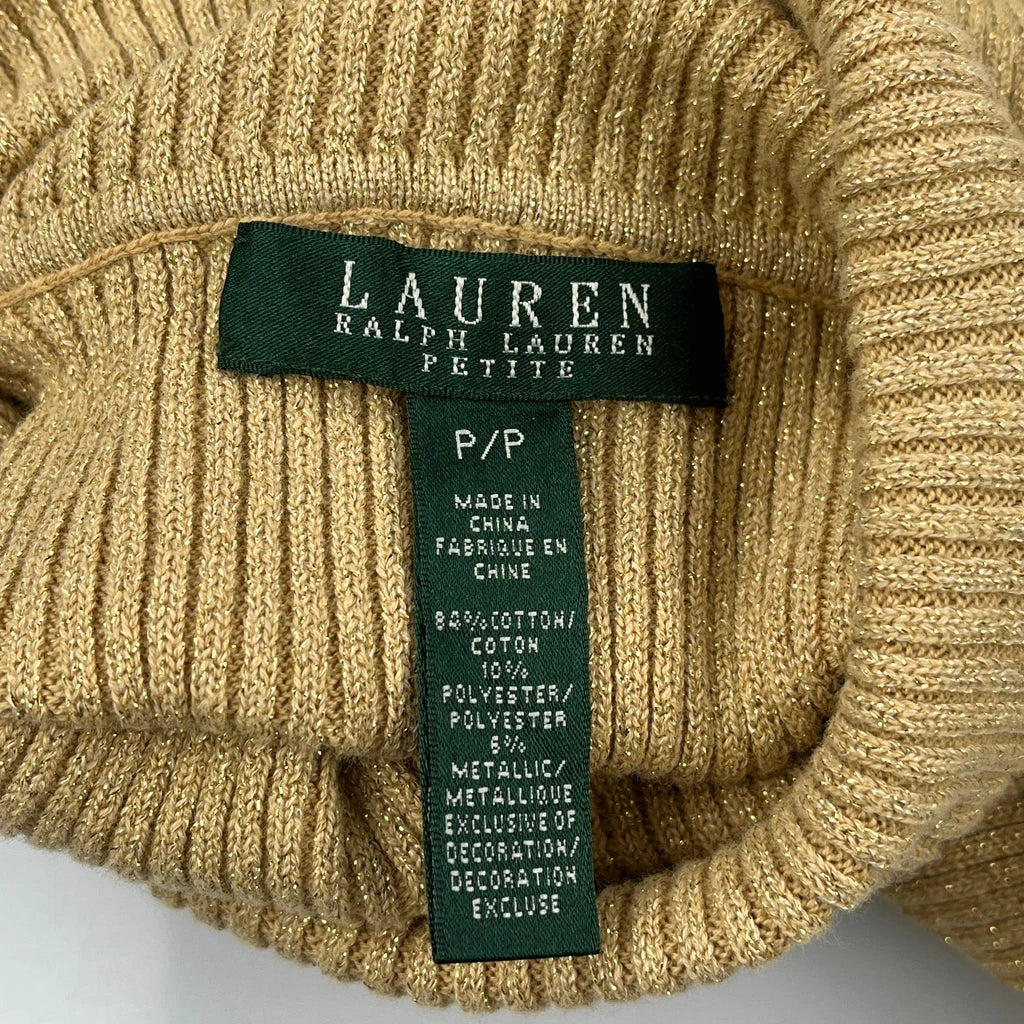 LAUREN
RALPH LAUREN
PETITE
P/P
MADE IN
CHINA
FABRIQUE EN
CHINE
84% COTTON/
COTON
10%
POLYESTER/
POLYESTER
6%
METALLIC/
METALLIQUE
EXCLUSIVE OF
DECORATION/
DECORATION
EXCLUSE